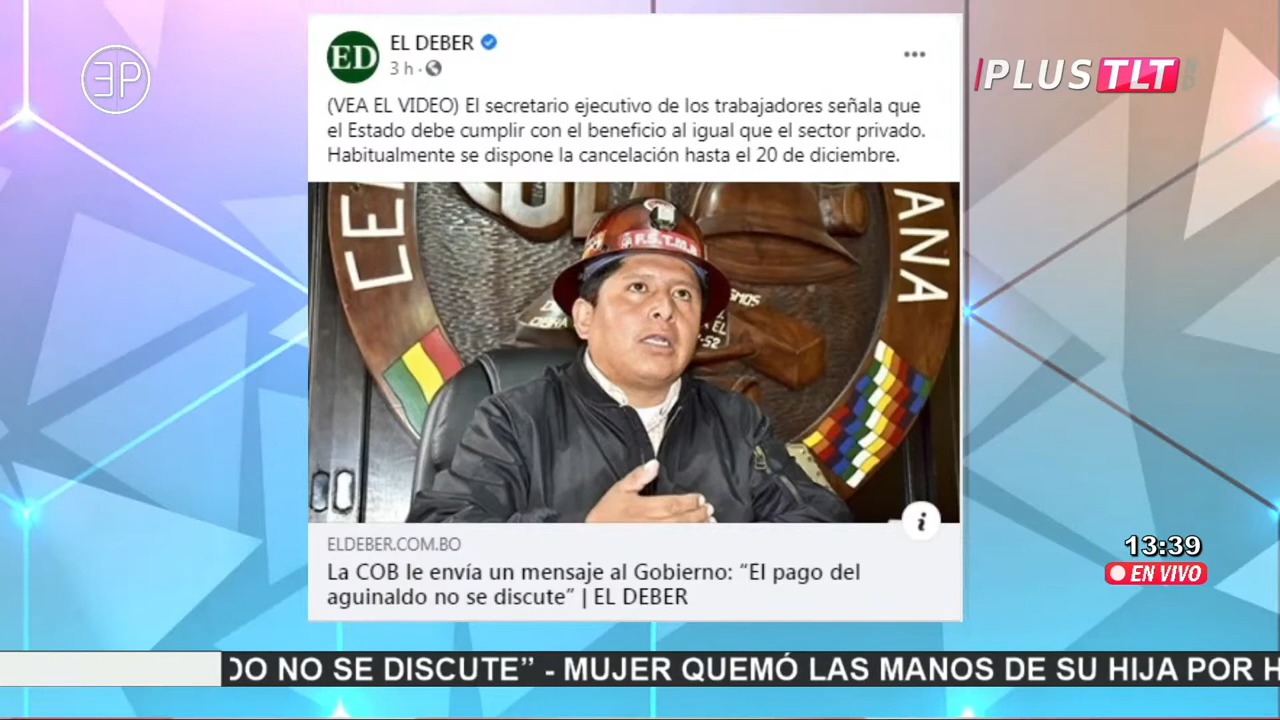 EP
PLUS TLT
ED
EL DEBER
3 h
(VEA EL VIDEO) El secretario ejecutivo de los trabajadores señala que
el Estado debe cumplir con el beneficio al igual que el sector privado.
Habitualmente se dispone la cancelación hasta el 20 de diciembre.
CE
ANA
F.S.T.M.B
EL
-52
i
ELDEBER.COM.BO
La COB le envía un mensaje al Gobierno: “El pago del
aguinaldo no se discute” | EL DEBER
13:39
EN VIVO
DO NO SE DISCUTE” - MUJER QUEMÓ LAS MANOS DE SU HIJA POR H